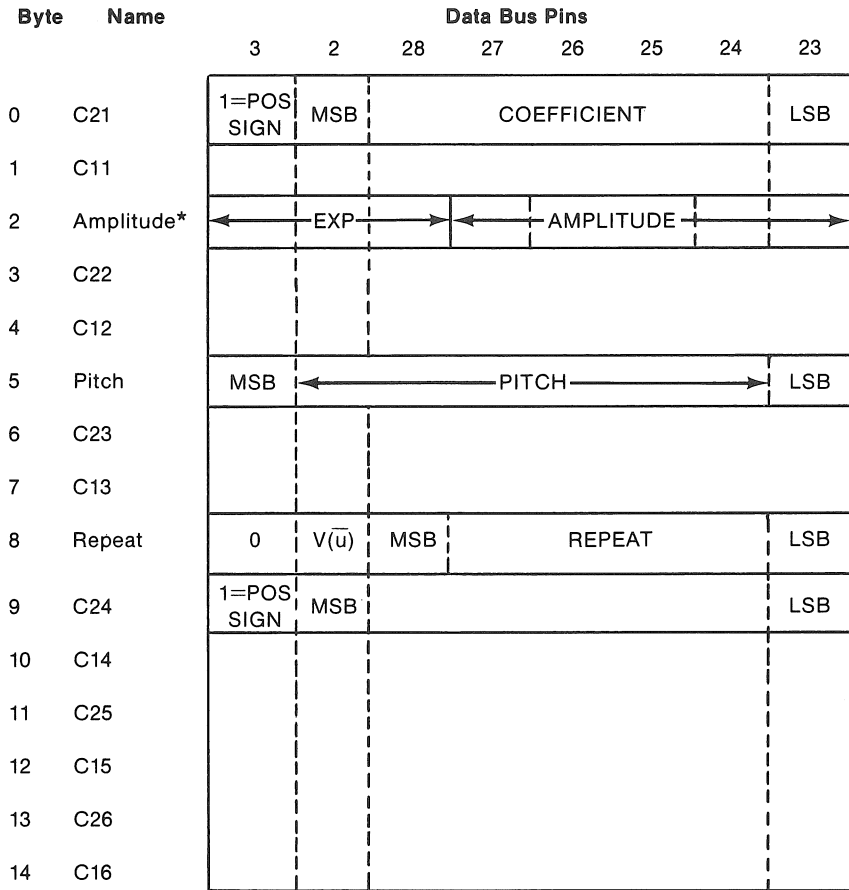 Byte Name Data Bus Pins
3 2 28 27 26 25 24 23
0 C21 1=POS SIGN MSB COEFFICIENT LSB
1 C11
2 Amplitude* EXP AMPLITUDE
3 C22
4 C12
5 Pitch MSB PITCH LSB
6 C23
7 C13
8 Repeat 0 V(u̅) MSB REPEAT LSB
9 C24 1=POS SIGN MSB LSB
10 C14
11 C25
12 C15
13 C26
14 C16